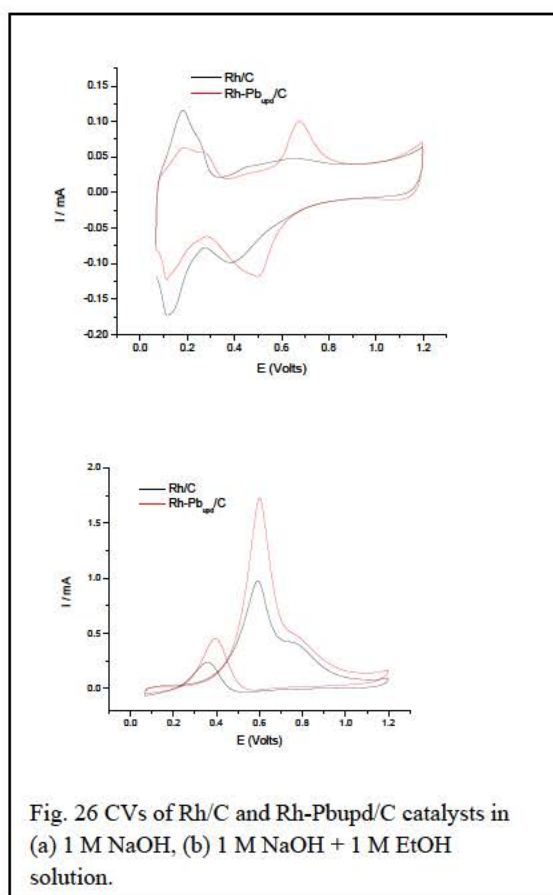 Rh/C
Rh-Pbupd/C
0.15
0.10
0.05
0.00
-0.05
-0.10
-0.15
-0.20
I / mA
0.0 0.2 0.4 0.6 0.8 1.0 1.2
E (Volts)
Rh/C
Rh-Pbupd/C
2.0
1.5
1.0
0.5
0.0
I / mA
0.0 0.2 0.4 0.6 0.8 1.0 1.2
E (Volts)
Fig. 26 CVs of Rh/C and Rh-Pbupd/C catalysts in
(a) 1 M NaOH, (b) 1 M NaOH + 1 M EtOH
solution.